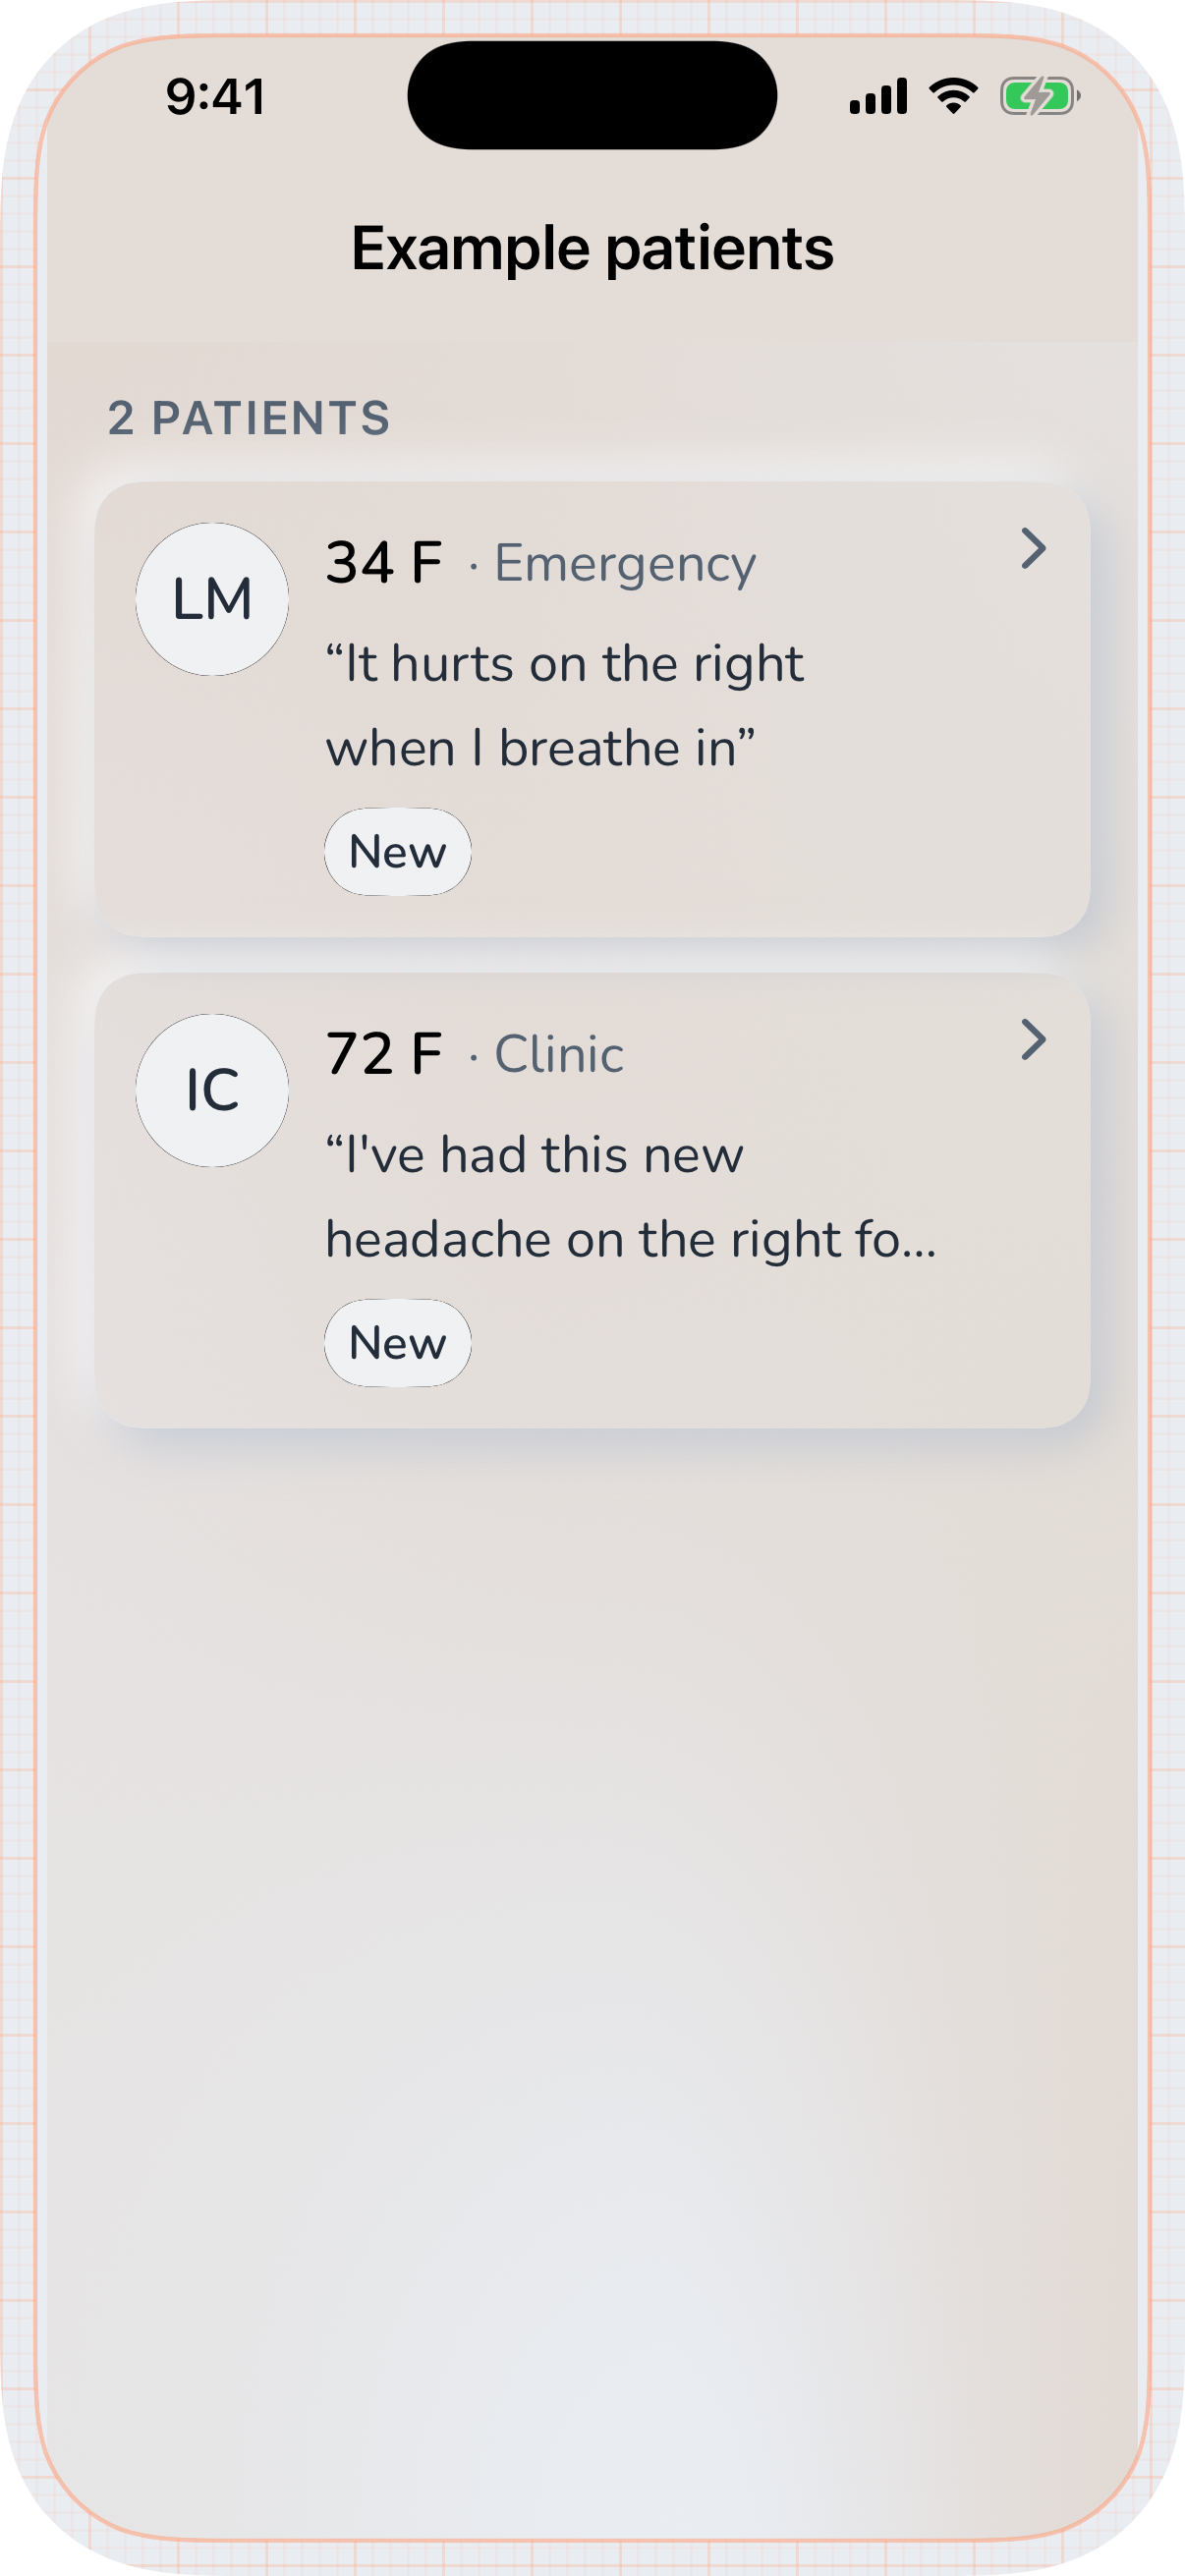 9:41
Example patients
2 PATIENTS
LM
34 F · Emergency
“It hurts on the right
when I breathe in”
New
IC
72 F · Clinic
“I've had this new
headache on the right fo...
New